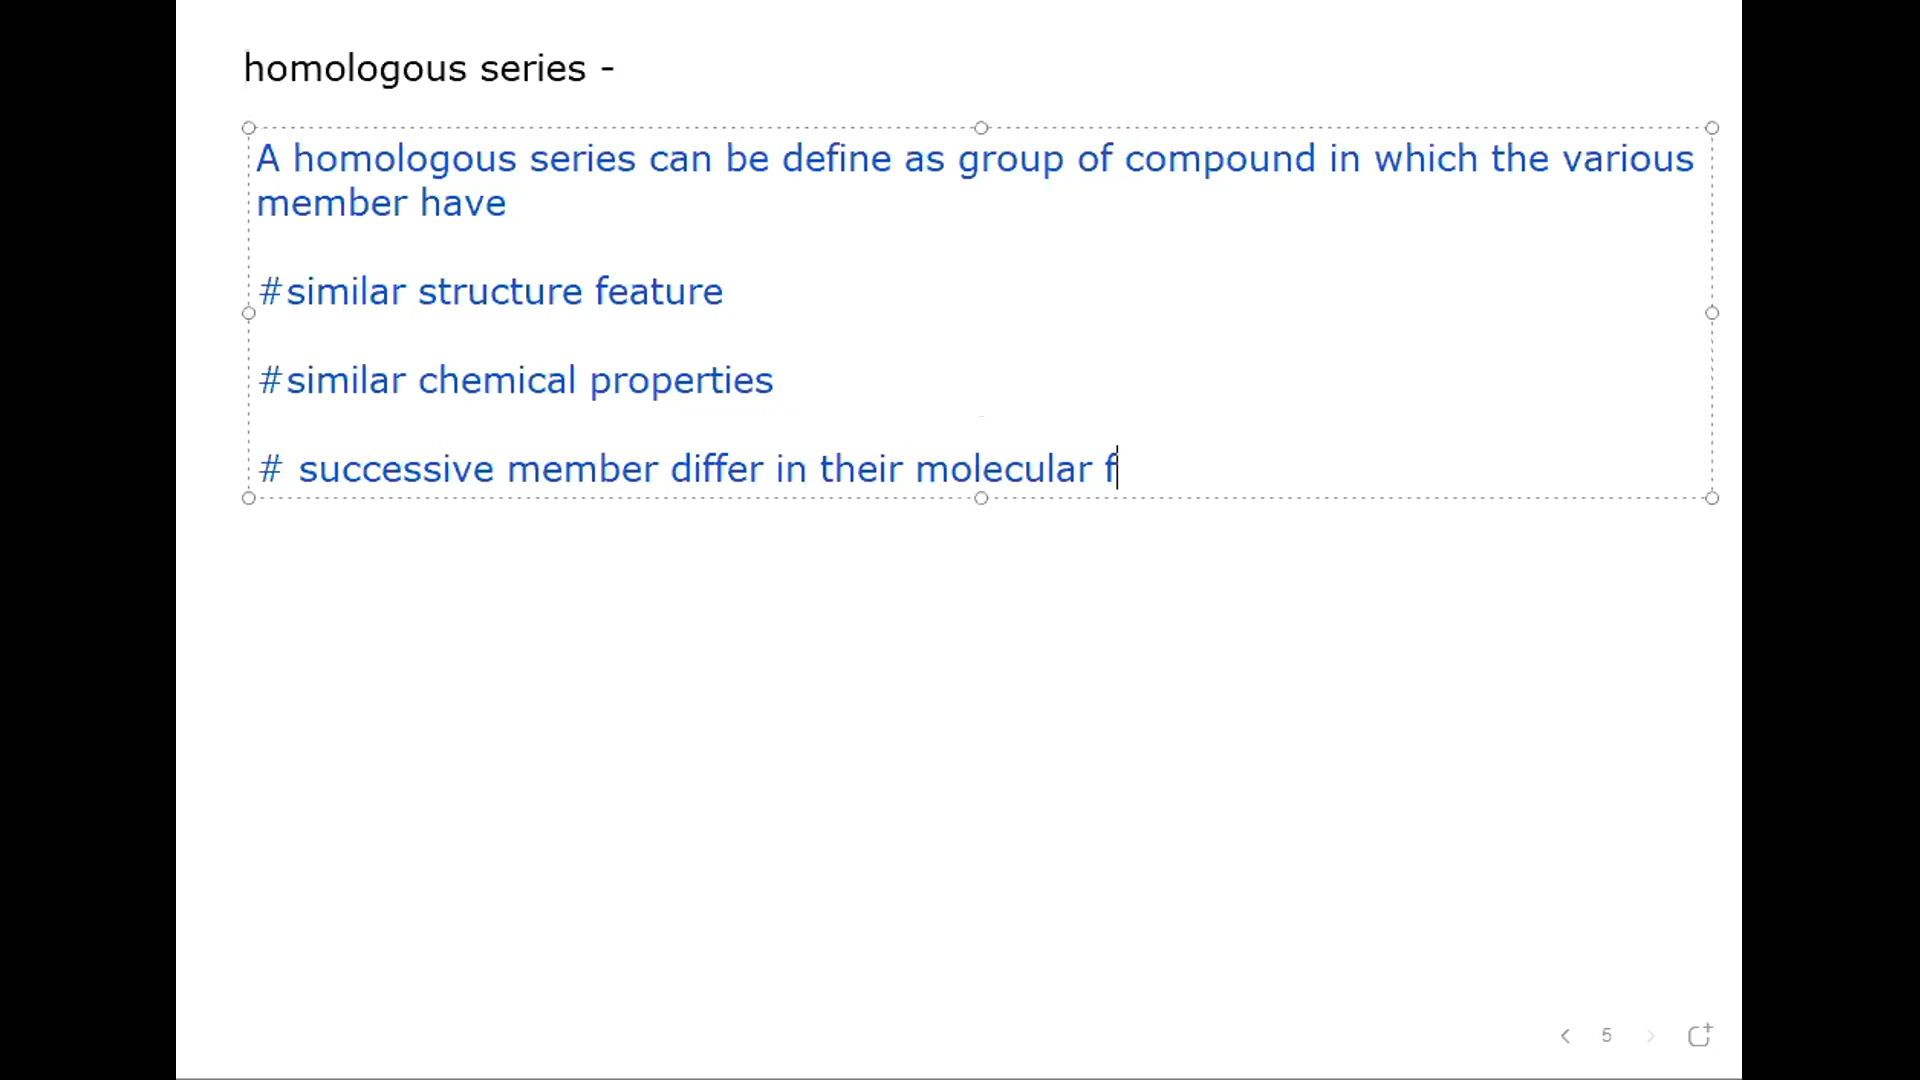 homologous series -
A homologous series can be define as group of compound in which the various
member have
#similar structure feature
#similar chemical properties
# successive member differ in their molecular f
5